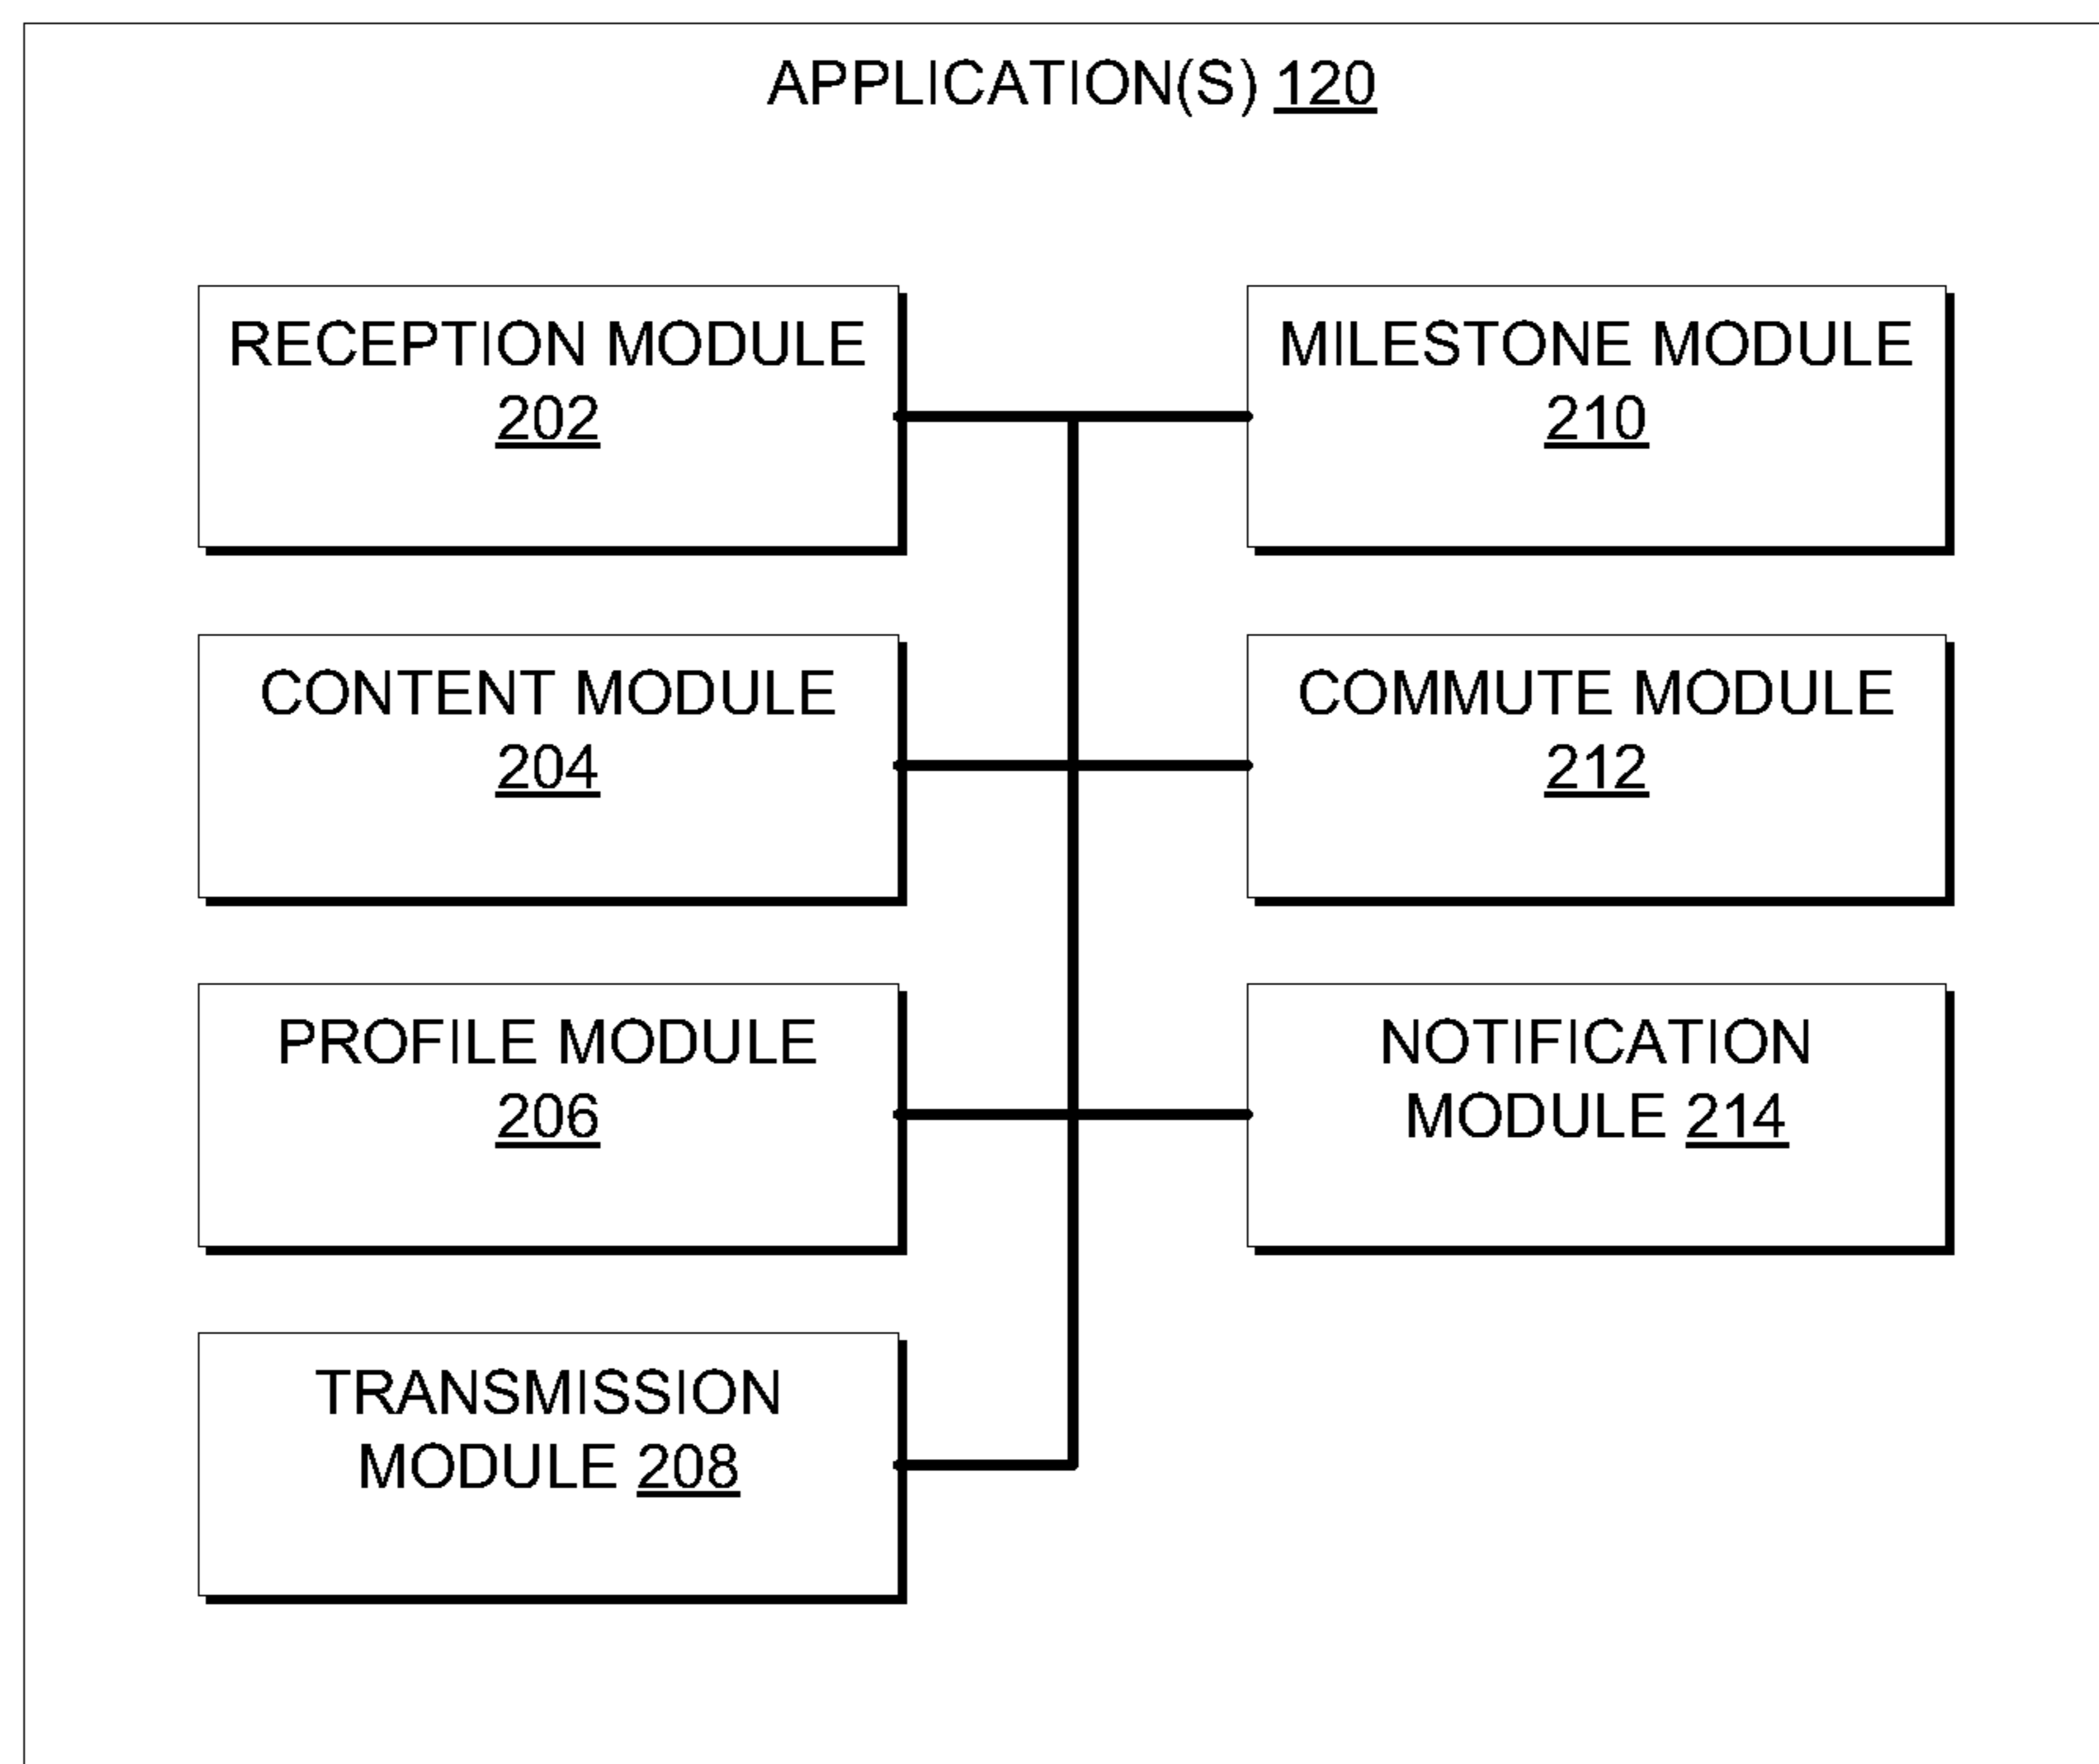 APPLICATION(S) 120
RECEPTION MODULE
202
MILESTONE MODULE
210
CONTENT MODULE
204
COMMUTE MODULE
212
PROFILE MODULE
206
NOTIFICATION
MODULE 214
TRANSMISSION
MODULE 208